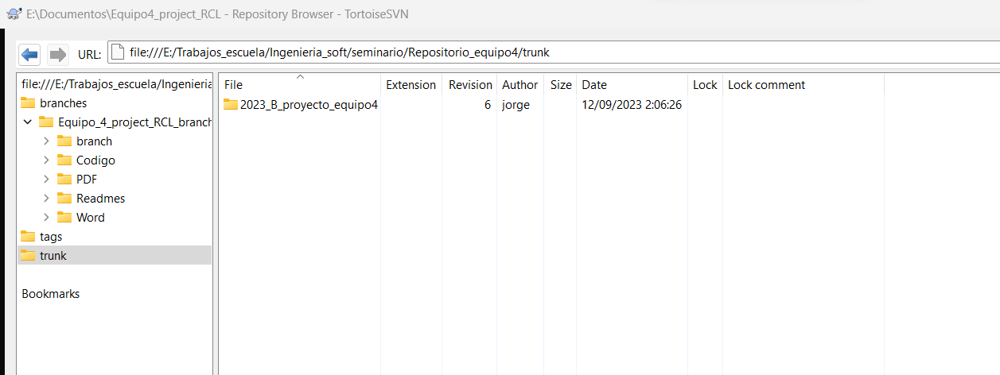 E:\Documentos\Equipo4_project_RCL - Repository Browser - TortoiseSVN
URL: file:///E:/Trabajos_escuela/Ingenieria_soft/seminario/Repositorio_equipo4/trunk
file:///E:/Trabajos_escuela/Ingenieria
branches
Equipo_4_project_RCL_branch
branch
Codigo
PDF
Readmes
Word
tags
trunk
Bookmarks
File Extension Revision Author Size Date Lock Lock comment
2023_B_proyecto_equipo4 6 jorge 12/09/2023 2:06:26